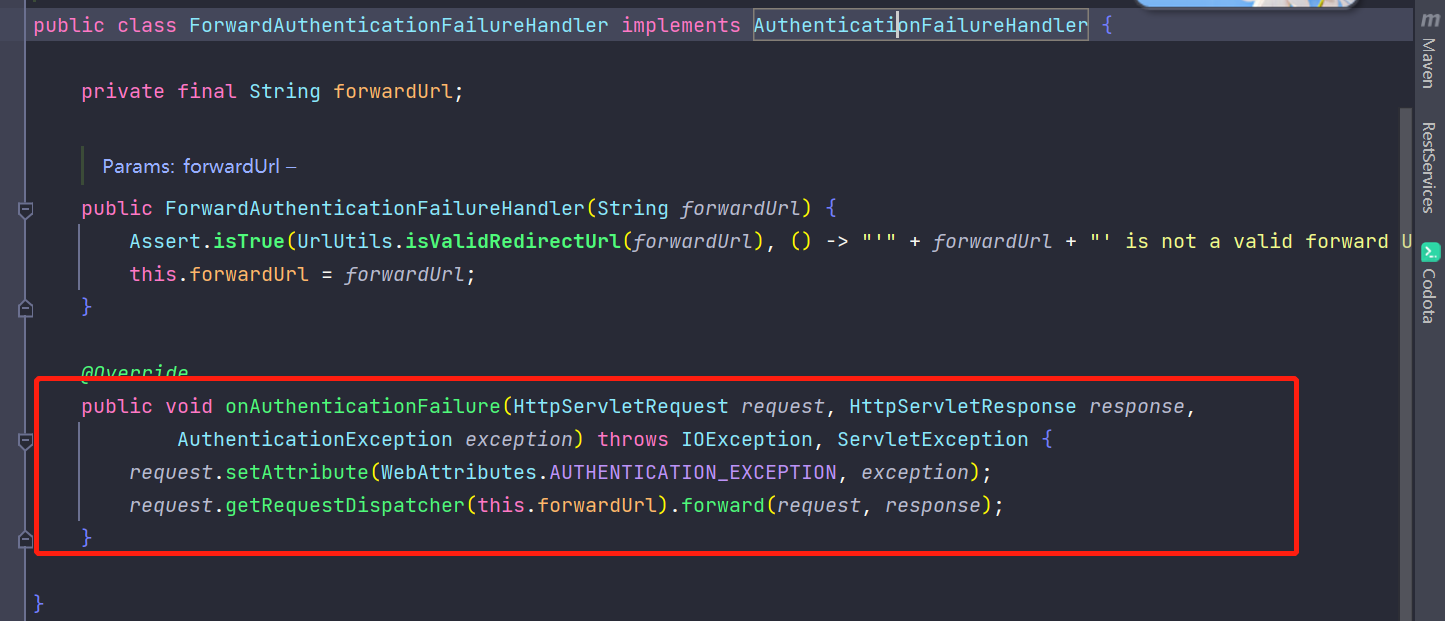 public class ForwardAuthenticationFailureHandler implements AuthenticationFailureHandler {
private final String forwardUrl;
Params: forwardUrl –
public ForwardAuthenticationFailureHandler(String forwardUrl) {
Assert.isTrue(UrlUtils.isValidRedirectUrl(forwardUrl), () -> "'" + forwardUrl + "' is not a valid forward U
this.forwardUrl = forwardUrl;
}
@Override
public void onAuthenticationFailure(HttpServletRequest request, HttpServletResponse response,
AuthenticationException exception) throws IOException, ServletException {
request.setAttribute(WebAttributes.AUTHENTICATION_EXCEPTION, exception);
request.getRequestDispatcher(this.forwardUrl).forward(request, response);
}
}
m
Maven
RestServices
Codota